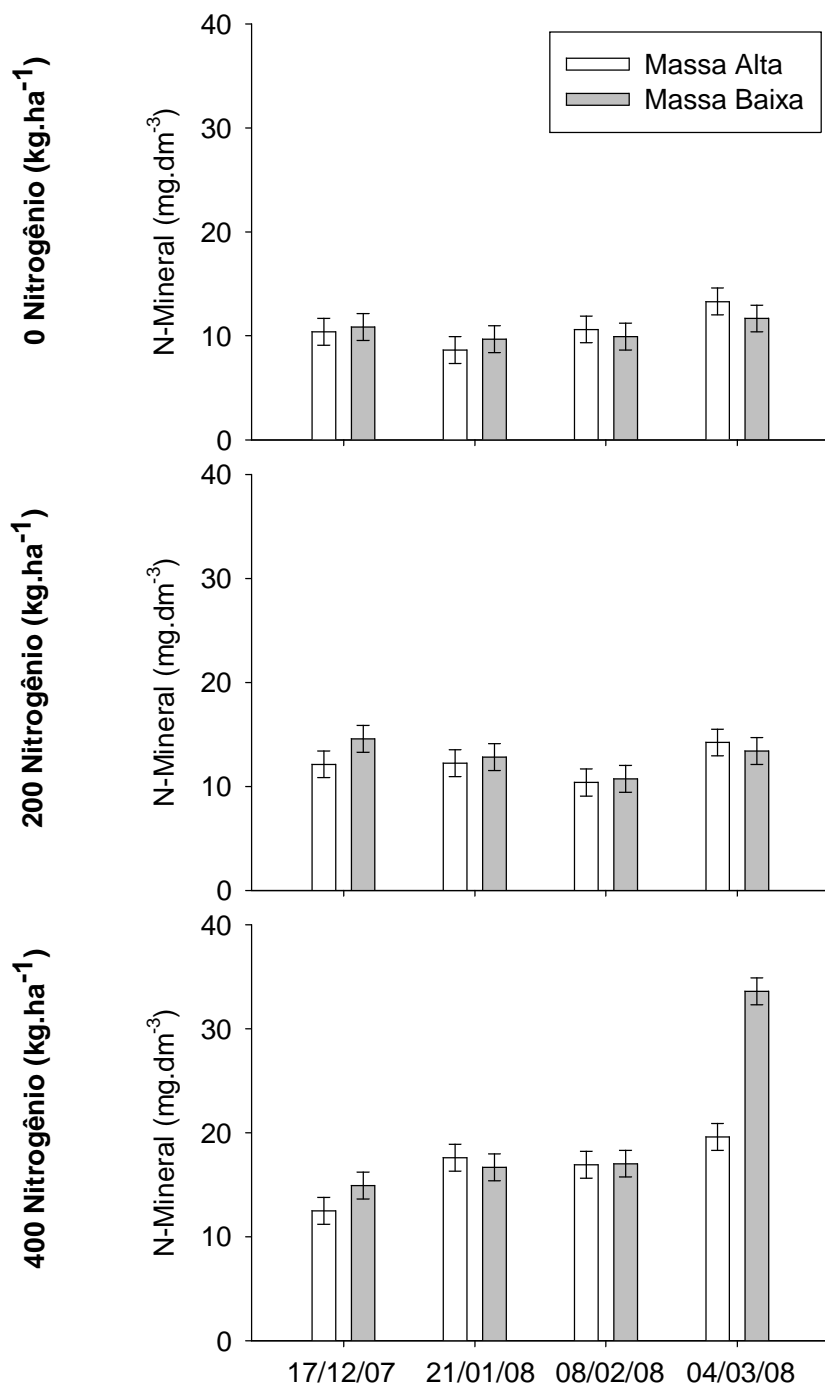 0 Nitrogênio (kg.ha⁻¹)
N-Mineral (mg.dm⁻³)
40
30
20
10
0
Massa Alta
Massa Baixa
200 Nitrogênio (kg.ha⁻¹)
N-Mineral (mg.dm⁻³)
40
30
20
10
0
400 Nitrogênio (kg.ha⁻¹)
N-Mineral (mg.dm⁻³)
40
30
20
10
0
17/12/07 21/01/08 08/02/08 04/03/08